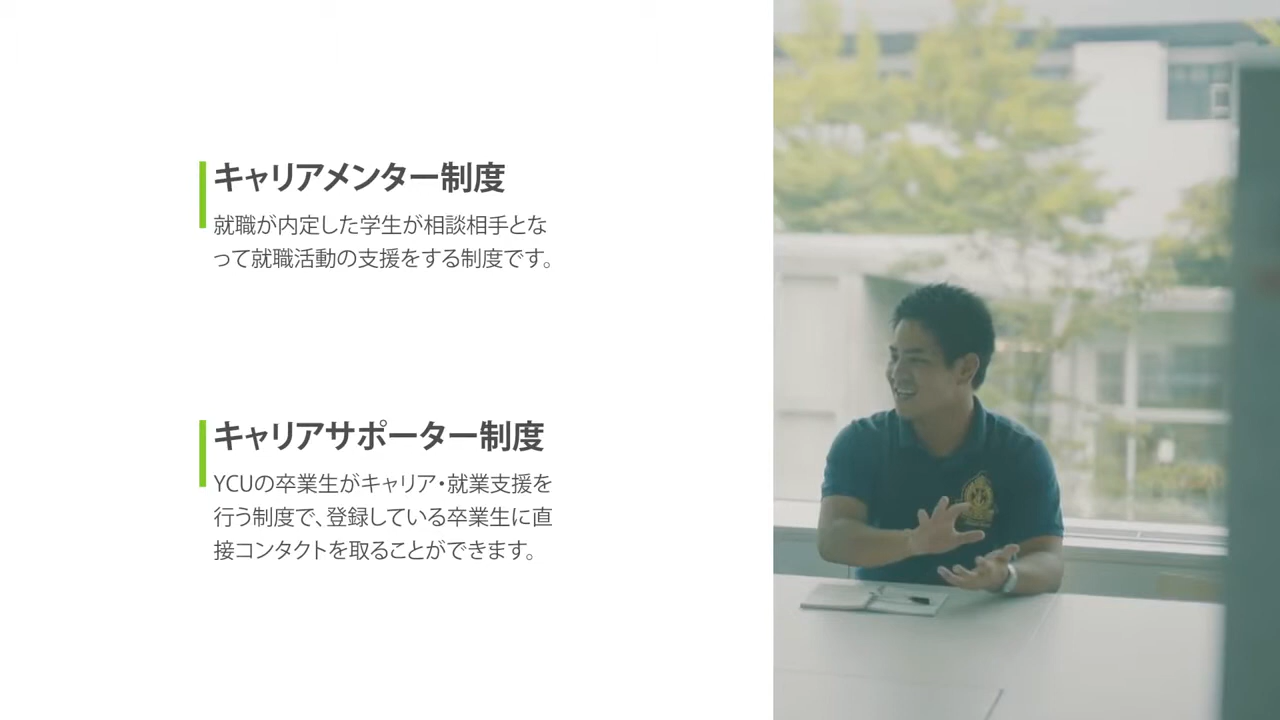 キャリアメンター制度
就職が内定した学生が相談相手とな
って就職活動の支援をする制度です。
キャリアサポーター制度
YCUの卒業生がキャリア・就業支援を
行う制度で、登録している卒業生に直
接コンタクトを取ることができます。